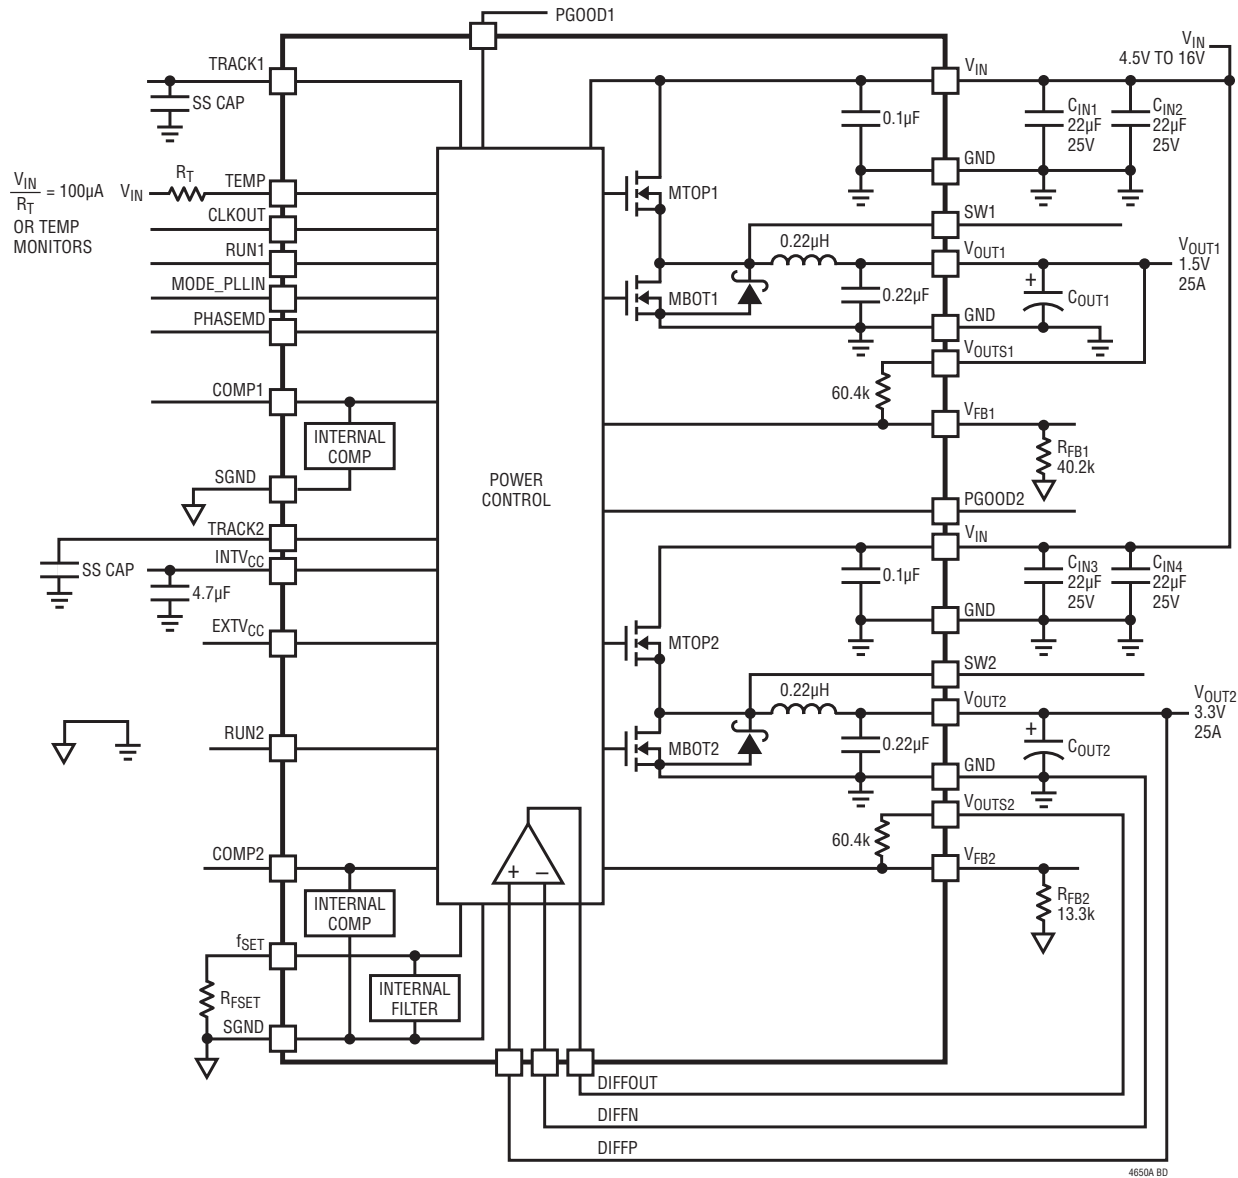 PGOOD1
TRACK1
SS CAP
VIN
4.5V TO 16V
VIN
0.1µF
CIN1
22µF
25V
CIN2
22µF
25V
GND
VIN
RT
= 100µA
OR TEMP
MONITORS
VIN
RT
TEMP
CLKOUT
RUN1
MODE_PLLIN
PHASEMD
MTOP1
SW1
0.22µH
VOUT1
VOUT1
1.5V
25A
MBOT1
0.22µF
+
COUT1
GND
VOUTS1
COMP1
INTERNAL
COMP
60.4k
VFB1
RFB1
40.2k
SGND
POWER
CONTROL
PGOOD2
TRACK2
SS CAP
INTVCC
4.7µF
VIN
0.1µF
CIN3
22µF
25V
CIN4
22µF
25V
GND
EXTVCC
MTOP2
SW2
0.22µH
VOUT2
VOUT2
3.3V
25A
RUN2
MBOT2
0.22µF
+
COUT2
GND
VOUTS2
60.4k
COMP2
INTERNAL
COMP
+ –
VFB2
RFB2
13.3k
fSET
RFSET
INTERNAL
FILTER
SGND
DIFFOUT
DIFFN
DIFFP
4650A BD